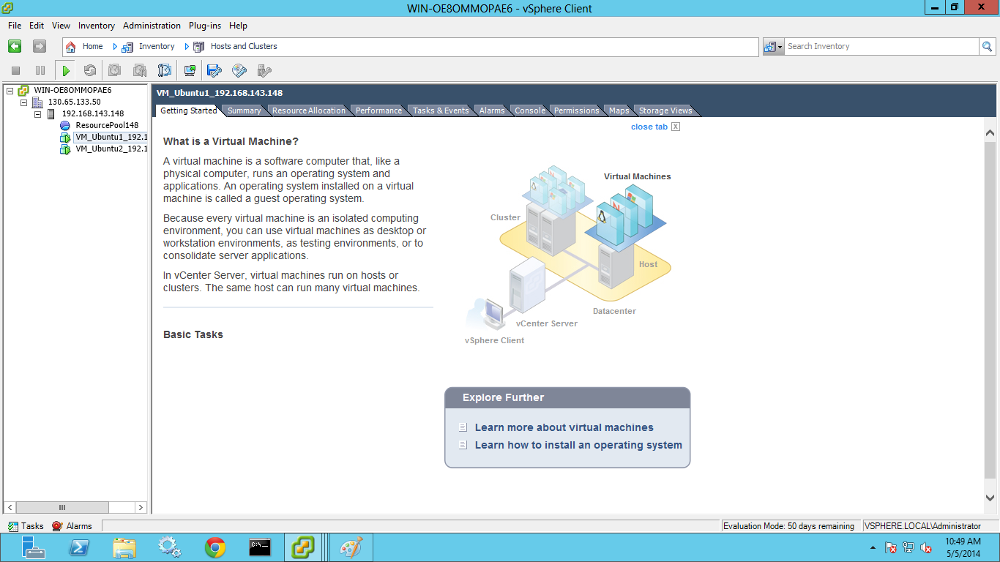 WIN-OE8OMMOPAE6 - vSphere Client
File Edit View Inventory Administration Plug-ins Help
Home Inventory Hosts and Clusters
Search Inventory
WIN-OE8OMMOPAE6
130.65.133.50
192.168.143.148
ResourcePool148
VM_Ubuntu1_192.1
VM_Ubuntu2_192.1
VM_Ubuntu1_192.168.143.148
Getting Started Summary Resource Allocation Performance Tasks & Events Alarms Console Permissions Maps Storage Views
close tab X
What is a Virtual Machine?
A virtual machine is a software computer that, like a
physical computer, runs an operating system and
applications. An operating system installed on a virtual
machine is called a guest operating system.
Because every virtual machine is an isolated computing
environment, you can use virtual machines as desktop or
workstation environments, as testing environments, or to
consolidate server applications.
In vCenter Server, virtual machines run on hosts or
clusters. The same host can run many virtual machines.
Basic Tasks
Virtual Machines
Cluster
Host
Datacenter
vCenter Server
vSphere Client
Explore Further
Learn more about virtual machines
Learn how to install an operating system
Tasks Alarms
Evaluation Mode: 50 days remaining
VSPHERE.LOCAL\Administrator
C:\
10:49 AM
5/5/2014